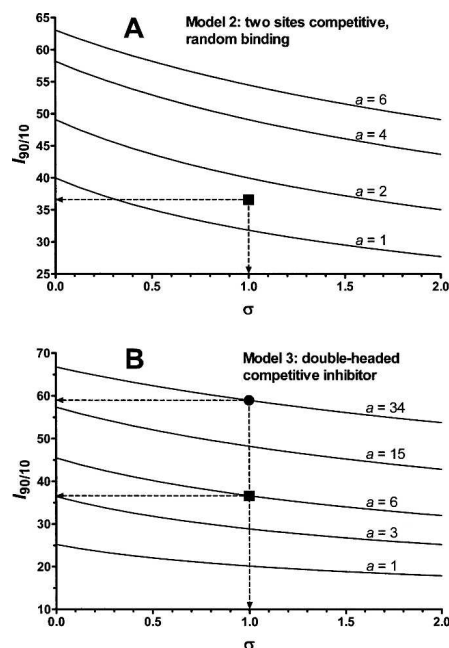 A
Model 2: two sites competitive,
random binding
65
60
55
50
45
40
35
30
25
I90/10
a = 6
a = 4
a = 2
a = 1
0.0 0.5 1.0 1.5 2.0
σ
B
Model 3: double-headed
competitive inhibitor
70
60
50
40
30
20
10
I90/10
a = 34
a = 15
a = 6
a = 3
a = 1
0.0 0.5 1.0 1.5 2.0
σ